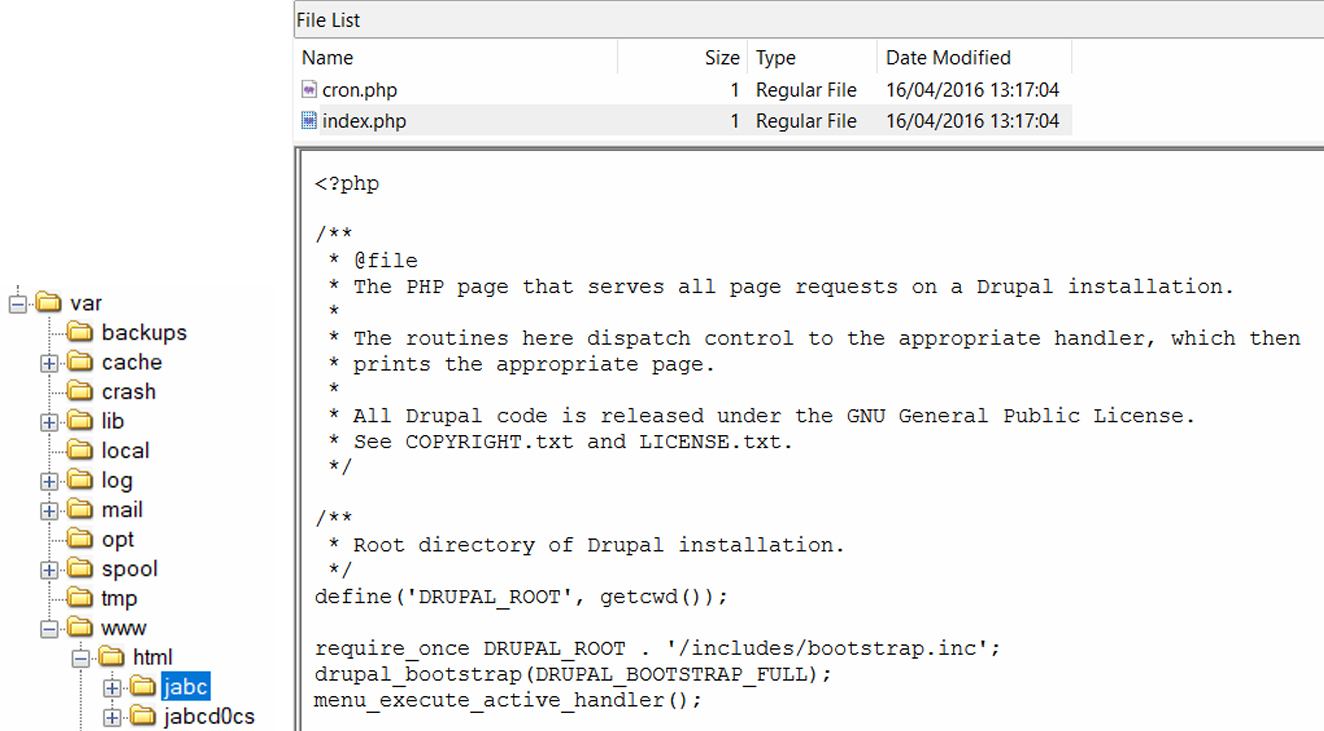 File List
Name Size Type Date Modified
cron.php 1 Regular File 16/04/2016 13:17:04
index.php 1 Regular File 16/04/2016 13:17:04
<?php
/**
 * @file
 * The PHP page that serves all page requests on a Drupal installation.
 *
 * The routines here dispatch control to the appropriate handler, which then
 * prints the appropriate page.
 *
 * All Drupal code is released under the GNU General Public License.
 * See COPYRIGHT.txt and LICENSE.txt.
 */
/**
 * Root directory of Drupal installation.
 */
define('DRUPAL_ROOT', getcwd());
require_once DRUPAL_ROOT . '/includes/bootstrap.inc';
drupal_bootstrap(DRUPAL_BOOTSTRAP_FULL);
menu_execute_active_handler();
var
backups
cache
crash
lib
local
log
mail
opt
spool
tmp
www
html
jabc
jabcd0cs